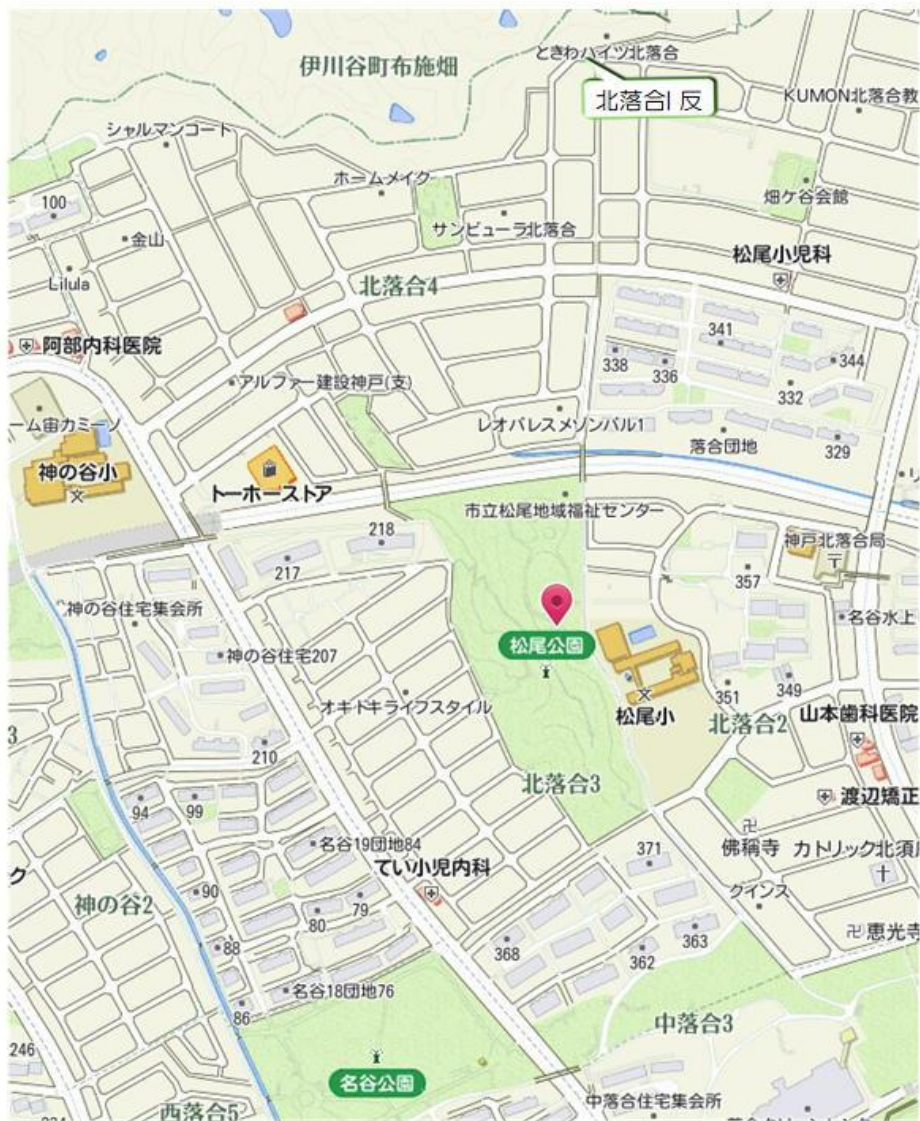 ときわハイツ北落合
伊川谷町布施畑
北落合I 反
KUMON北落合教
シャルマンコート
ホームメイク
畑ケ谷会館
100
サンビューラ北落合
金山
松尾小児科
Lilula
北落合4
341
阿部内科医院
338
336
344
332
アルファー建設神戸(支)
レオパレスメゾンパル1
ーム宙カミーノ
落合団地
329
神の谷小
トーホーストア
リ
市立松尾地域福祉センター
218
神戸北落合局
217
357
神の谷住宅集会所
名谷水上
松尾公園
神の谷住宅207
351
349
オキドキライフスタイル
松尾小
北落合2
山本歯科医院
3
210
北落合3
94
99
渡辺矯正
名谷19団地84
371
佛稱寺
カトリック北須
ク
てい小児内科
90
79
グインス
神の谷2
80
恵光寺
88
368
362
363
名谷18団地76
86
中落合3
246
名谷公園
西落合5
中落合住宅集会所